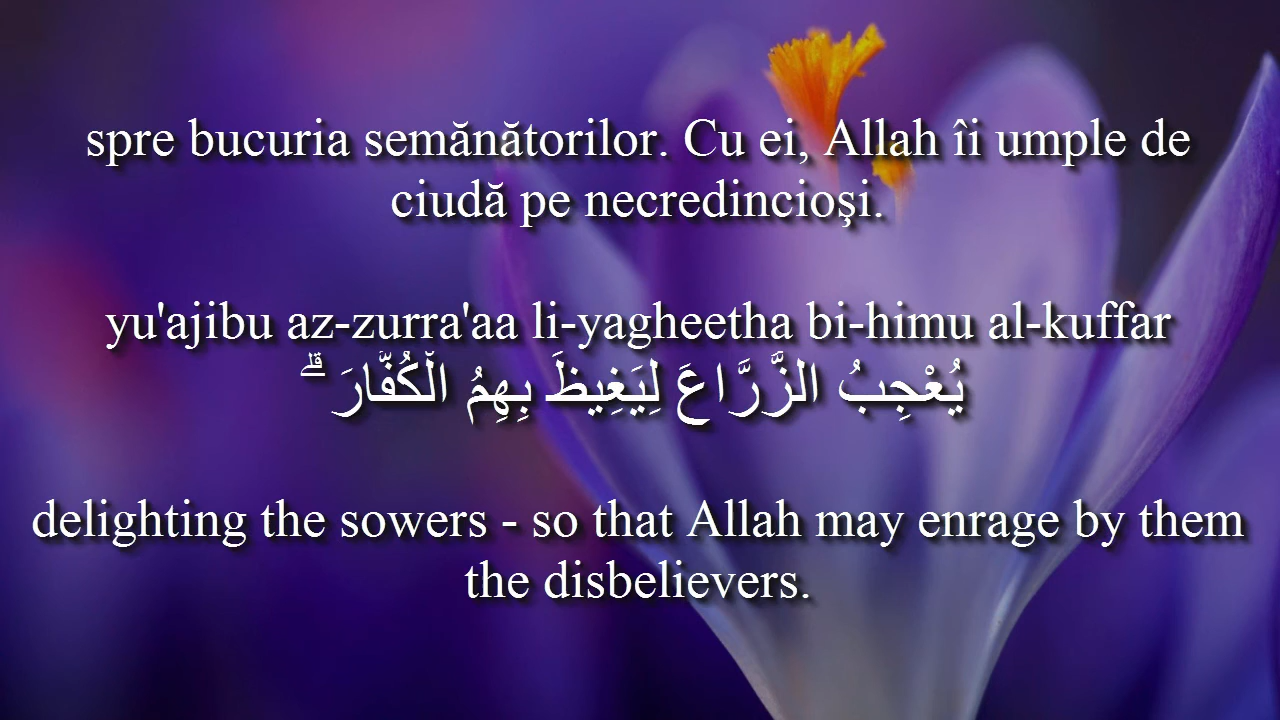 spre bucuria semănătorilor. Cu ei, Allah îi umple de
ciudă pe necredincioşi.
yu'ajibu az-zurra'aa li-yagheetha bi-himu al-kuffar
يُعْجِبُ الزُّرَّاعَ لِيَغِيظَ بِهِمُ الْكُفَّارَ ۗ
delighting the sowers - so that Allah may enrage by them
the disbelievers.